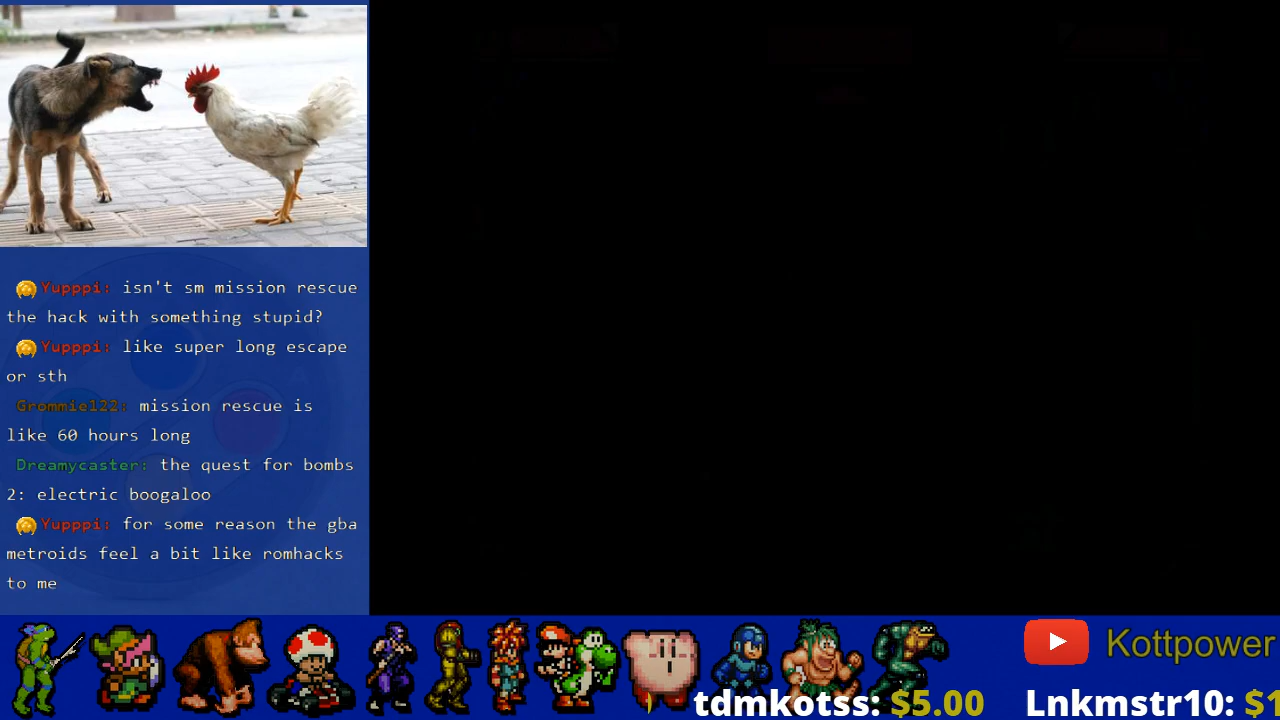 Yupppi: isn't sm mission rescue
the hack with something stupid?
Yupppi: like super long escape
or sth
Grommie122: mission rescue is
like 60 hours long
Dreamycaster: the quest for bombs
2: electric boogaloo
Yupppi: for some reason the gba
metroids feel a bit like romhacks
to me
Kottpower
tdmkotss: $5.00 Lnkmstr10: $1